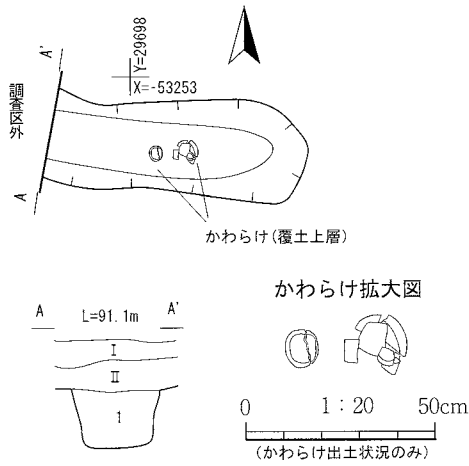 A'
Y=29698
X=-53253
調査区外
A
かわらけ(覆土上層)
かわらけ拡大図
A L=91.1m A'
I
II
1
0 1:20 50cm
(かわらけ出土状況のみ)